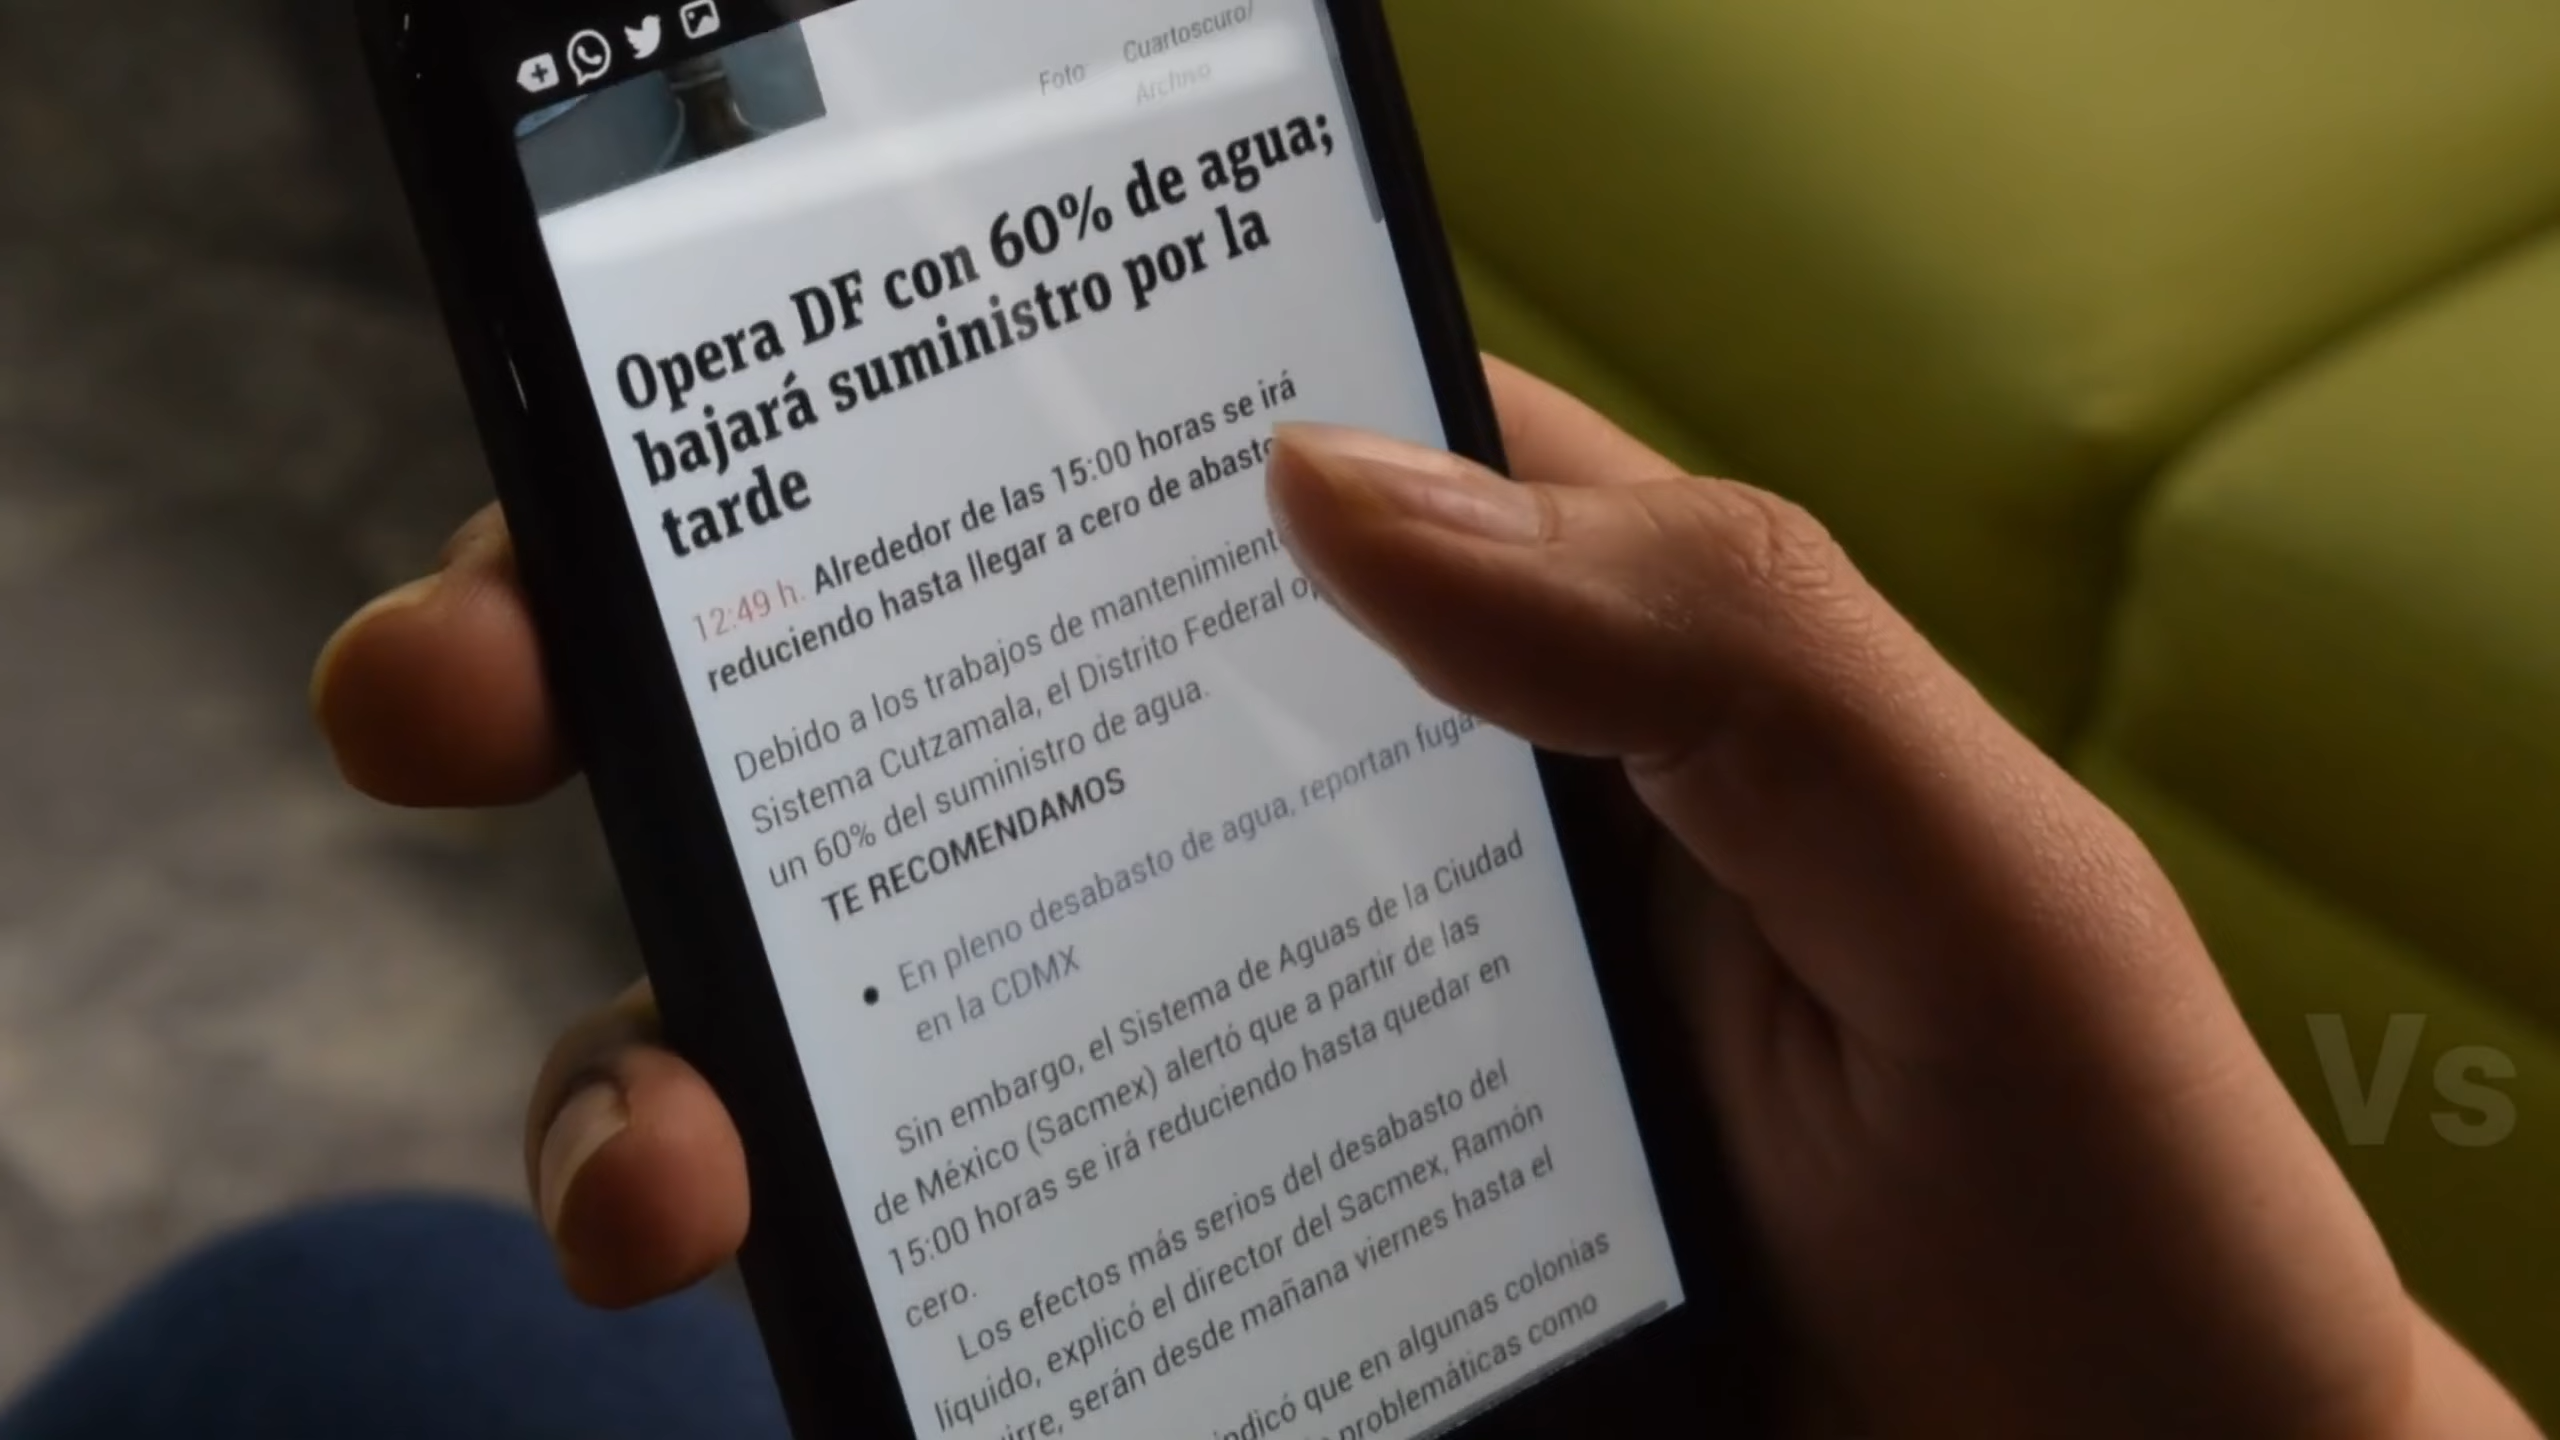 Foto Cuartoscuro/
Archivo
Opera DF con 60% de agua;
bajará suministro por la
tarde
12:49 h. Alrededor de las 15:00 horas se irá
reduciendo hasta llegar a cero de abasto
Debido a los trabajos de mantenimiento
Sistema Cutzamala, el Distrito Federal
un 60% del suministro de agua.
TE RECOMENDAMOS
• En pleno desabasto de agua, reportan fugas
en la CDMX
Sin embargo, el Sistema de Aguas de la Ciudad
de México (Sacmex) alertó que a partir de las
15:00 horas se irá reduciendo hasta quedar en
cero.
Los efectos más serios del desabasto del
líquido, explicó el director del Sacmex, Ramón
serán desde mañana viernes hasta el
que en algunas colonias
problemáticas como
Vs